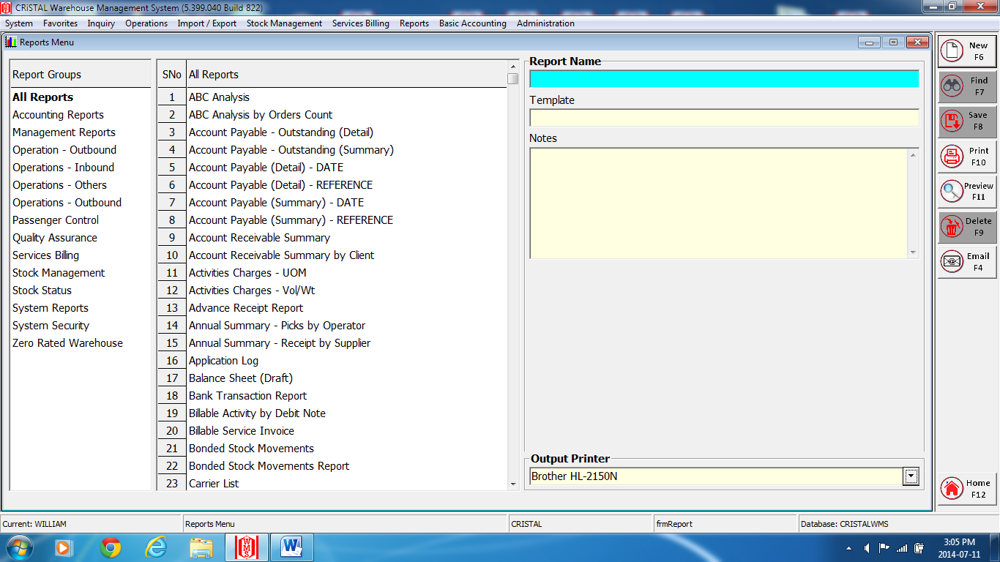 CRiSTAL Warehouse Management System (5.399.040 Build 822)
System Favorites Inquiry Operations Import / Export Stock Management Services Billing Reports Basic Accounting Administration
Reports Menu
Report Groups
All Reports
Accounting Reports
Management Reports
Operation - Outbound
Operations - Inbound
Operations - Others
Operations - Outbound
Passenger Control
Quality Assurance
Services Billing
Stock Management
Stock Status
System Reports
System Security
Zero Rated Warehouse
SNo All Reports
1 ABC Analysis
2 ABC Analysis by Orders Count
3 Account Payable - Outstanding (Detail)
4 Account Payable - Outstanding (Summary)
5 Account Payable (Detail) - DATE
6 Account Payable (Detail) - REFERENCE
7 Account Payable (Summary) - DATE
8 Account Payable (Summary) - REFERENCE
9 Account Receivable Summary
10 Account Receivable Summary by Client
11 Activities Charges - UOM
12 Activities Charges - Vol/Wt
13 Advance Receipt Report
14 Annual Summary - Picks by Operator
15 Annual Summary - Receipt by Supplier
16 Application Log
17 Balance Sheet (Draft)
18 Bank Transaction Report
19 Billable Activity by Debit Note
20 Billable Service Invoice
21 Bonded Stock Movements
22 Bonded Stock Movements Report
23 Carrier List
Report Name
Template
Notes
Output Printer
Brother HL-2150N
New
F6
Find
F7
Save
F8
Print
F10
Preview
F11
Delete
F9
Email
F4
Home
F12
Current: WILLIAM Reports Menu CRISTAL frmReport Database: CRISTALWMS
WMS
W
3:05 PM
2014-07-11